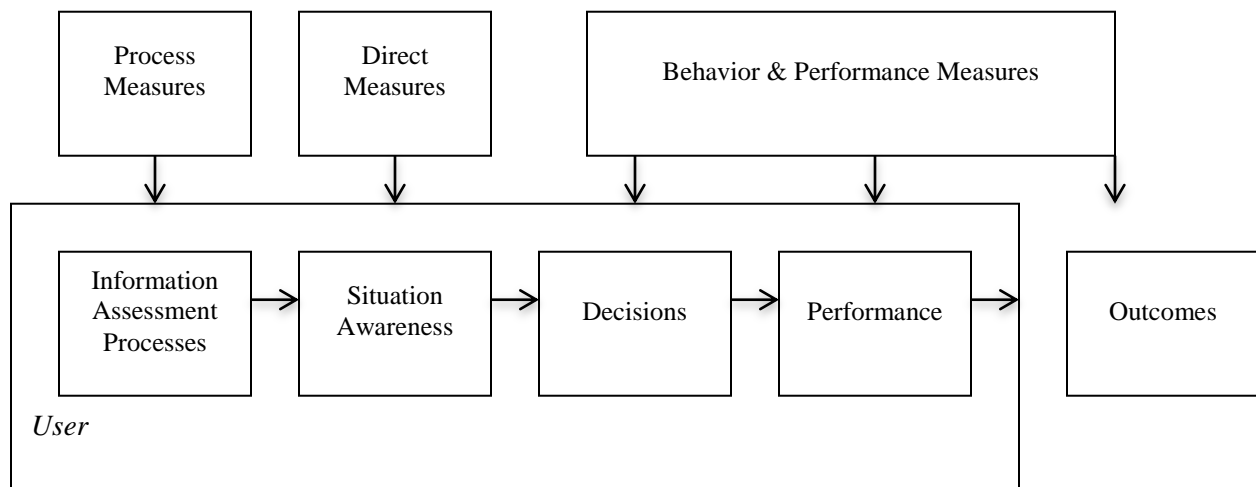 Process
Measures
Direct
Measures
Behavior & Performance Measures
Information
Assessment
Processes
Situation
Awareness
Decisions
Performance
Outcomes
User